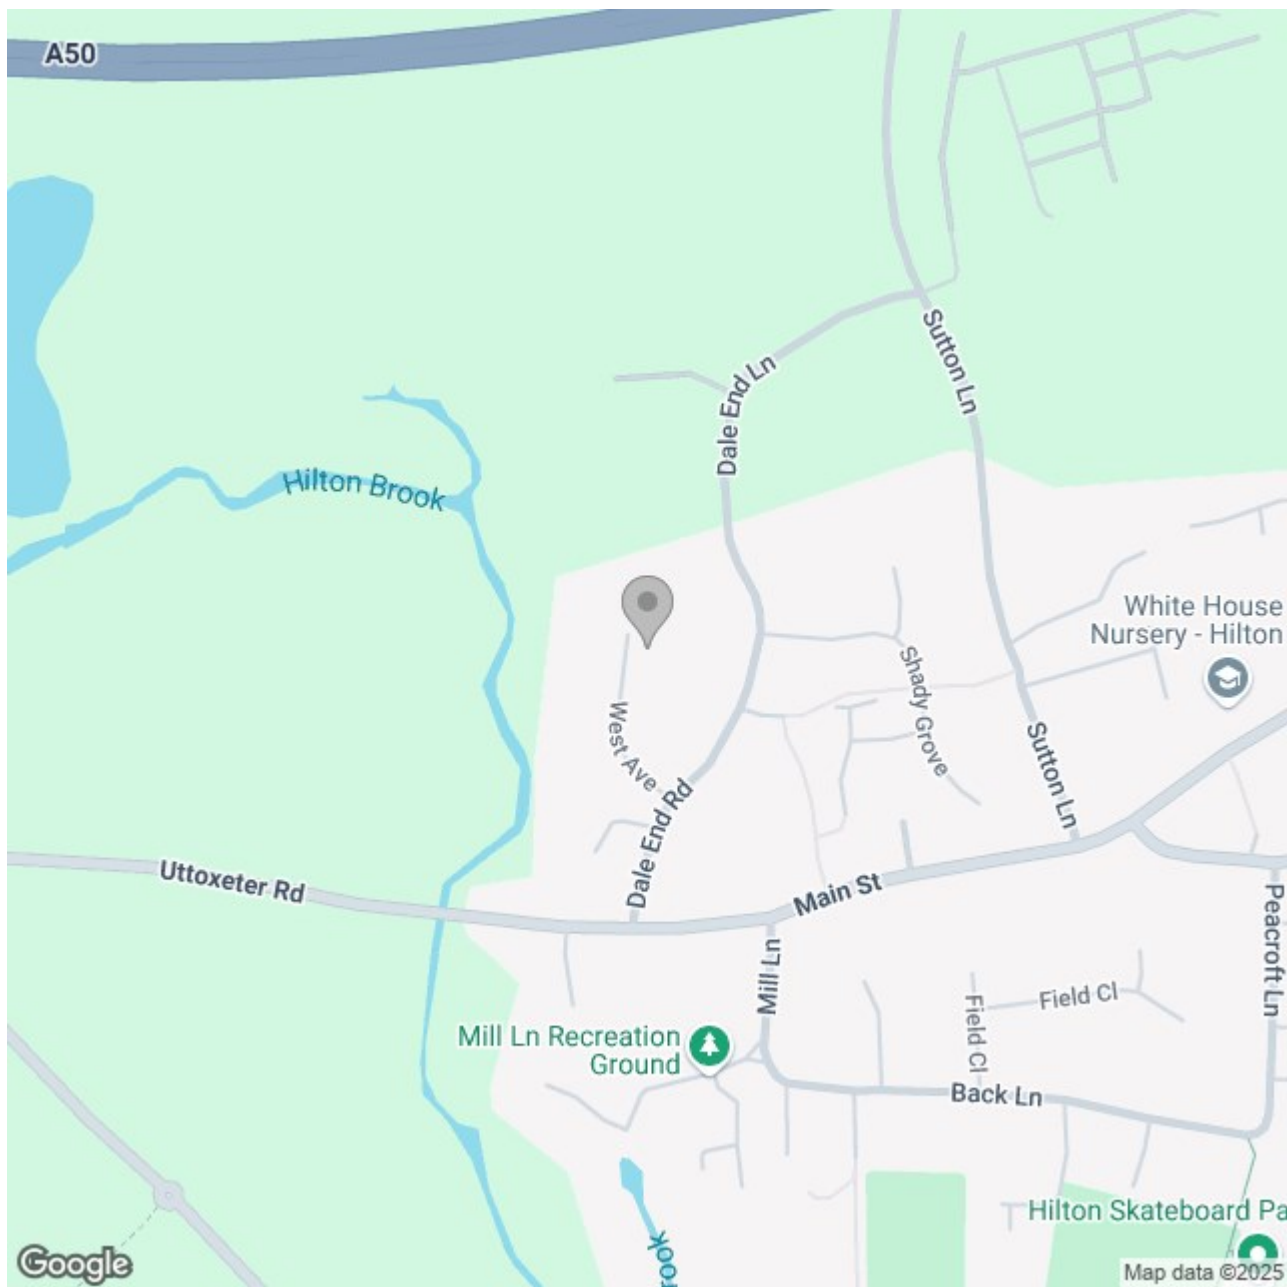 A50
Sutton Ln
Dale End Ln
Hilton Brook
White House
Nursery - Hilton
Shady Grove
West Ave
Sutton Ln
Dale End Rd
Uttoxeter Rd
Main St
Peacroft Ln
Mill Ln
Field Cl
Field Cl
Mill Ln Recreation
Ground
Back Ln
Hilton Skateboard Pa
rook
Google
Map data ©2025